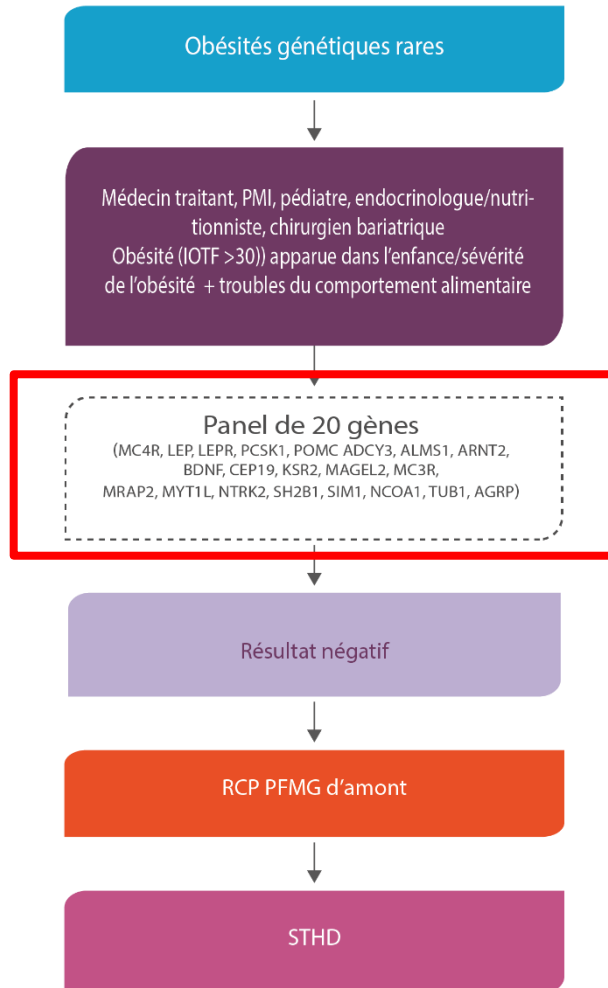 Obésités génétiques rares
Médecin traitant, PMI, pédiatre, endocrinologue/nutri-
tionniste, chirurgien bariatrique
Obésité (IOTF >30)) apparue dans l'enfance/sévérité
de l'obésité + troubles du comportement alimentaire
Panel de 20 gènes
(MC4R, LEP, LEPR, PCSK1, POMC ADCY3, ALMS1, ARNT2,
BDNF, CEP19, KSR2, MAGEL2, MC3R,
MRAP2, MYT1L, NTRK2, SH2B1, SIM1, NCOA1, TUB1, AGRP)
Résultat négatif
RCP PFMG d'amont
STHD